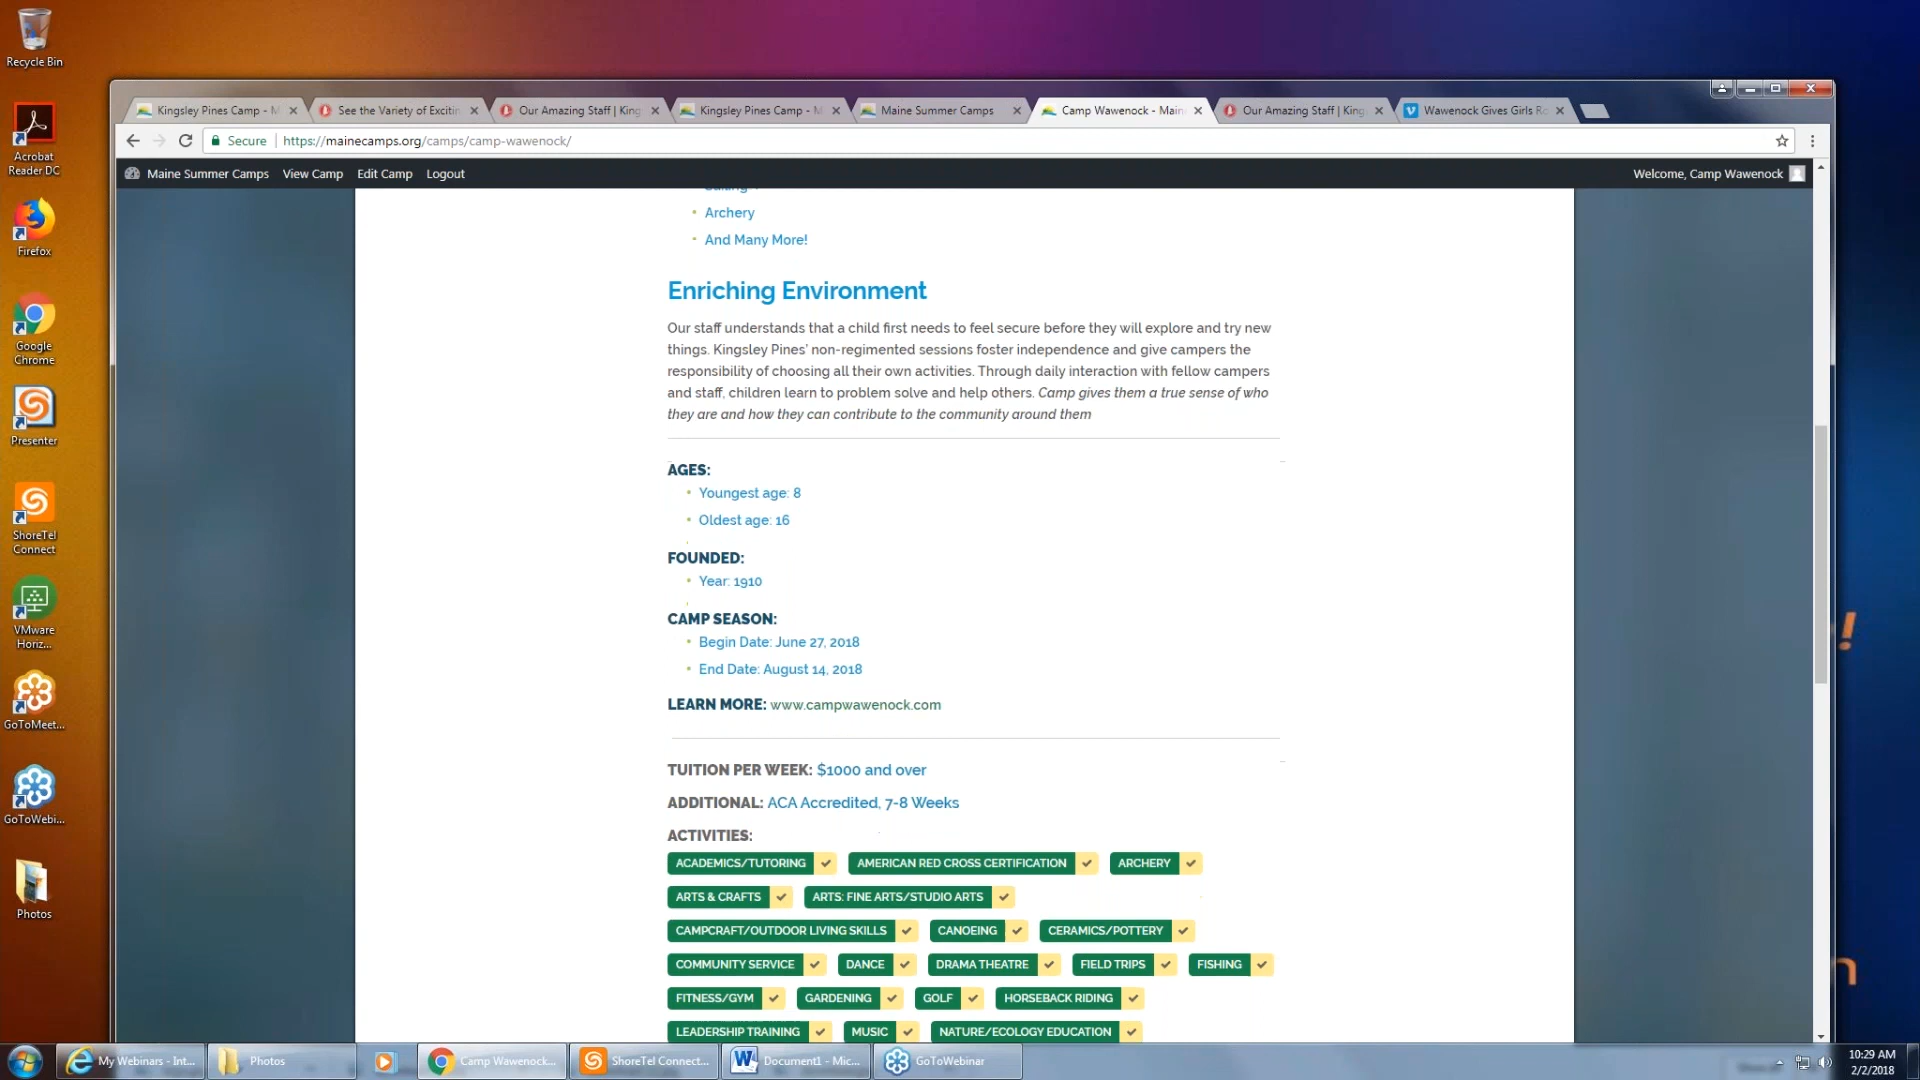 Recycle Bin
Acrobat
Reader DC
Firefox
Google
Chrome
Presenter
ShoreTel
Connect
VMware
Horiz...
GoToMeet...
GoToWebi...
Photos
Kingsley Pines Camp - M
See the Variety of Excitin
Our Amazing Staff | King
Kingsley Pines Camp - M
Maine Summer Camps
Camp Wawenock - Main
Our Amazing Staff | King
Wawenock Gives Girls Ro
Secure
https://mainecamps.org/camps/camp-wawenock/
Maine Summer Camps View Camp Edit Camp Logout
Welcome, Camp Wawenock
Archery
And Many More!
Enriching Environment
Our staff understands that a child first needs to feel secure before they will explore and try new
things. Kingsley Pines' non-regimented sessions foster independence and give campers the
responsibility of choosing all their own activities. Through daily interaction with fellow campers
and staff, children learn to problem solve and help others. Camp gives them a true sense of who
they are and how they can contribute to the community around them
AGES:
Youngest age: 8
Oldest age: 16
FOUNDED:
Year: 1910
CAMP SEASON:
Begin Date: June 27, 2018
End Date: August 14, 2018
LEARN MORE: www.campwawenock.com
TUITION PER WEEK: $1000 and over
ADDITIONAL: ACA Accredited, 7-8 Weeks
ACTIVITIES:
ACADEMICS/TUTORING AMERICAN RED CROSS CERTIFICATION ARCHERY
ARTS & CRAFTS ARTS: FINE ARTS/STUDIO ARTS
CAMPCRAFT/OUTDOOR LIVING SKILLS CANOEING CERAMICS/POTTERY
COMMUNITY SERVICE DANCE DRAMA THEATRE FIELD TRIPS FISHING
FITNESS/GYM GARDENING GOLF HORSEBACK RIDING
LEADERSHIP TRAINING MUSIC NATURE/ECOLOGY EDUCATION
My Webinars - Int...
Photos
Camp Wawenock...
ShoreTel Connect...
Document1 - Mic...
GoToWebinar
10:29 AM
2/2/2018